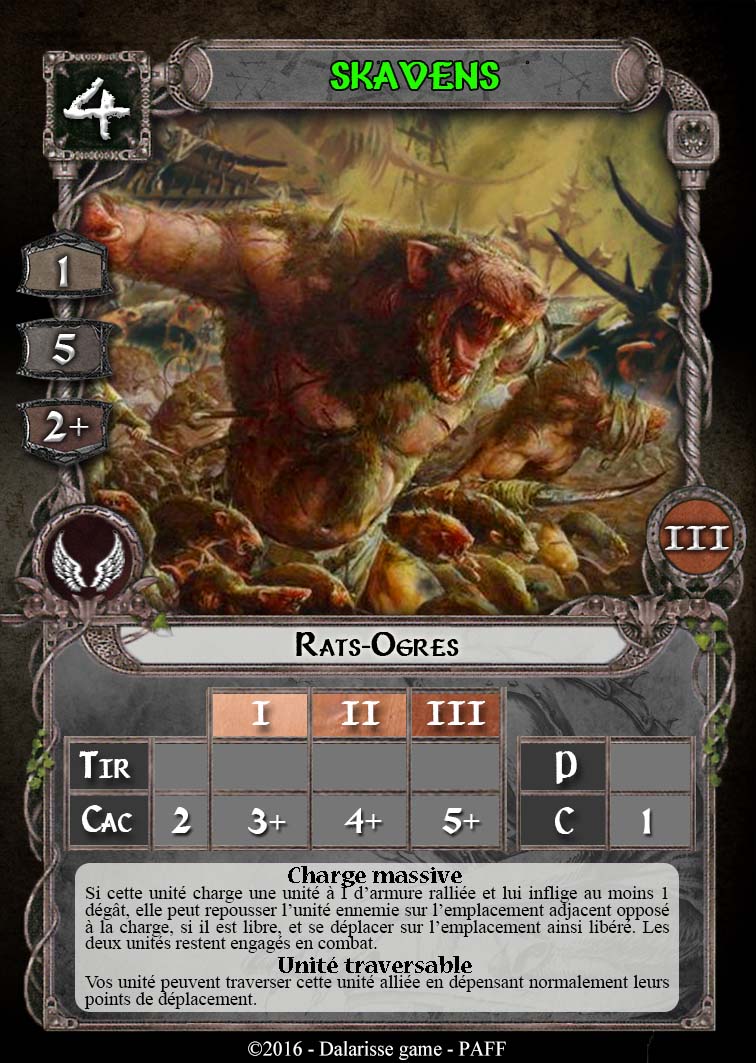 4
SKAVENS
1
5
2+
III
Rats-Ogres
I II III
Tir P
Cac 2 3+ 4+ 5+ C 1
Charge massive
Si cette unité charge une unité à I d'armure ralliée et lui inflige au moins 1
dégât, elle peut repousser l'unité ennemie sur l'emplacement adjacent opposé
à la charge, si il est libre, et se déplacer sur l'emplacement ainsi libéré. Les
deux unités restent engagés en combat.
Unité traversable
Vos unité peuvent traverser cette unité alliée en dépensant normalement leurs
points de déplacement.
©2016 - Dalarisse game - PAFF